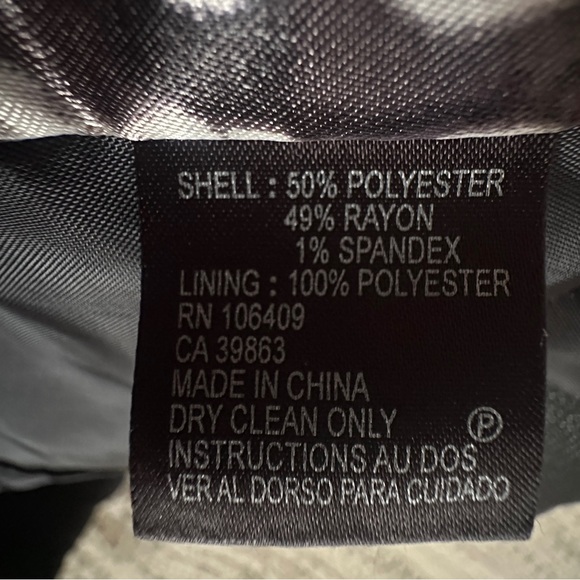 SHELL : 50% POLYESTER
49% RAYON
1% SPANDEX
LINING : 100% POLYESTER
RN 106409
CA 39863
MADE IN CHINA
DRY CLEAN ONLY Ⓟ
INSTRUCTIONS AU DOS
VER AL DORSO PARA CUIDADO